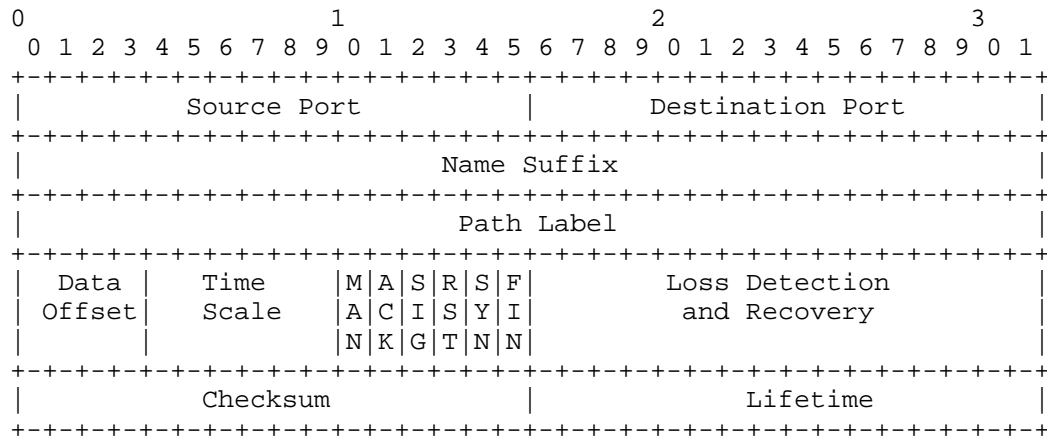 0                   1                   2                   3
 0 1 2 3 4 5 6 7 8 9 0 1 2 3 4 5 6 7 8 9 0 1 2 3 4 5 6 7 8 9 0 1
+-+-+-+-+-+-+-+-+-+-+-+-+-+-+-+-+-+-+-+-+-+-+-+-+-+-+-+-+-+-+-+-+
|          Source Port          |       Destination Port        |
+-+-+-+-+-+-+-+-+-+-+-+-+-+-+-+-+-+-+-+-+-+-+-+-+-+-+-+-+-+-+-+-+
|                          Name Suffix                          |
+-+-+-+-+-+-+-+-+-+-+-+-+-+-+-+-+-+-+-+-+-+-+-+-+-+-+-+-+-+-+-+-+
|                           Path Label                          |
+-+-+-+-+-+-+-+-+-+-+-+-+-+-+-+-+-+-+-+-+-+-+-+-+-+-+-+-+-+-+-+-+
|  Data |   Time    |M|A|S|R|S|F|        Loss Detection         |
| Offset|   Scale   |A|C|I|S|Y|I|         and Recovery          |
|       |           |N|K|G|T|N|N|                               |
+-+-+-+-+-+-+-+-+-+-+-+-+-+-+-+-+-+-+-+-+-+-+-+-+-+-+-+-+-+-+-+-+
|           Checksum            |             Lifetime          |
+-+-+-+-+-+-+-+-+-+-+-+-+-+-+-+-+-+-+-+-+-+-+-+-+-+-+-+-+-+-+-+-+